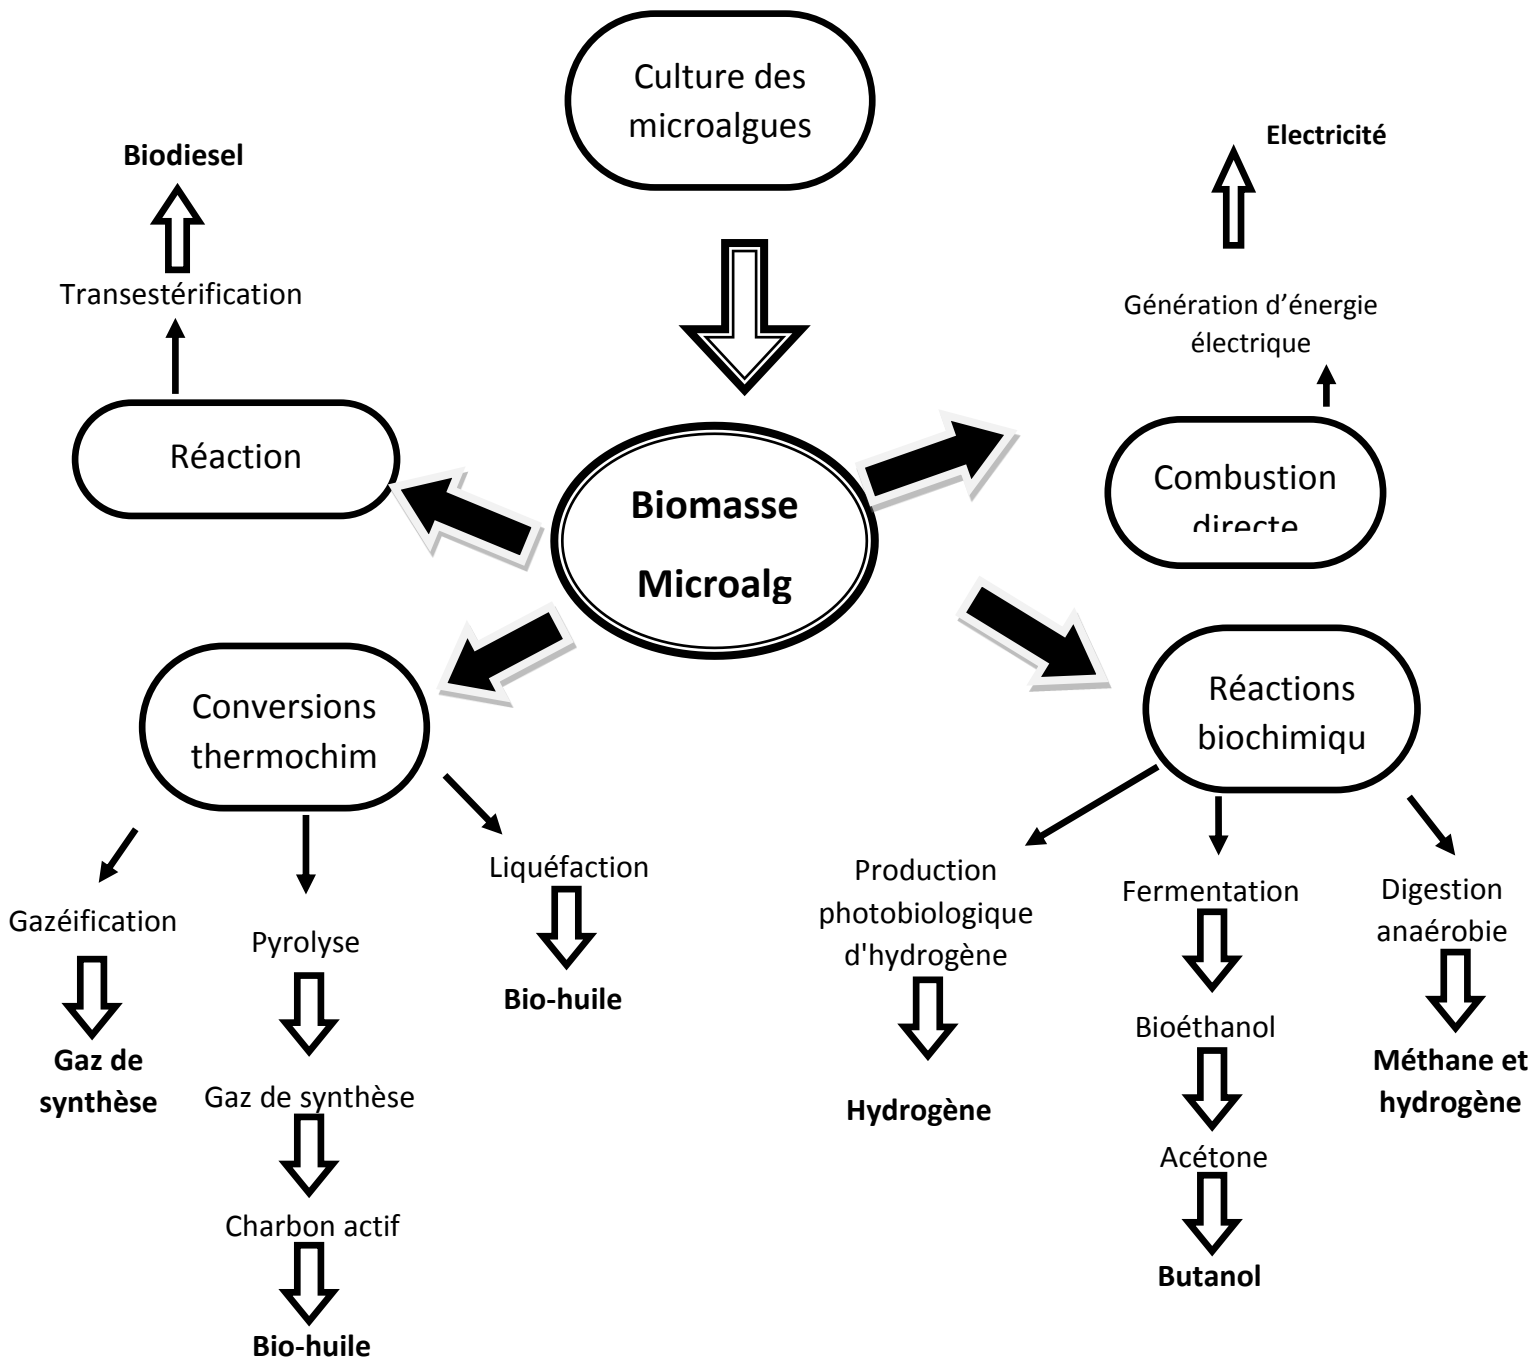 Culture des
microalgues
Biodiesel
Electricité
Transestérification
Génération d’énergie
électrique
Réaction
Combustion
directe
Biomasse
Microalg
Conversions
thermochim
Réactions
biochimiqu
Liquéfaction
Gazéification
Pyrolyse
Bio-huile
Gaz de
synthèse
Gaz de synthèse
Charbon actif
Bio-huile
Production
photobiologique
d'hydrogène
Hydrogène
Fermentation
Bioéthanol
Acétone
Butanol
Digestion
anaérobie
Méthane et
hydrogène